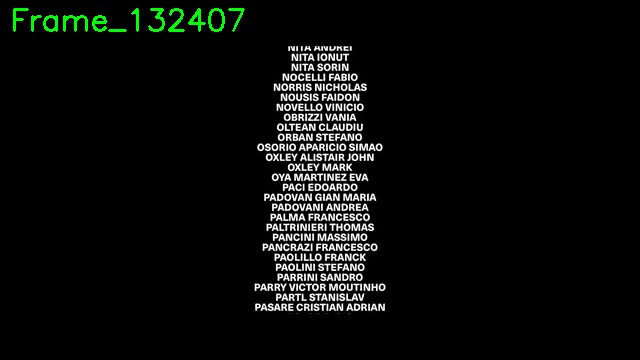 Frame_132407
NITA ANDREI
NITA IONUT
NITA SORIN
NOCELLI FABIO
NORRIS NICHOLAS
NOUSIS FAIDON
NOVELLO VINICIO
OBRIZZI VANIA
OLTEAN CLAUDIU
ORBAN STEFANO
OSORIO APARICIO SIMAO
OXLEY ALISTAIR JOHN
OXLEY MARK
OYA MARTINEZ EVA
PACI EDOARDO
PADOVAN GIAN MARIA
PADOVANI ANDREA
PALMA FRANCESCO
PALTRINIERI THOMAS
PANCINI MASSIMO
PANCRAZI FRANCESCO
PAOLILLO FRANCK
PAOLINI STEFANO
PARRINI SANDRO
PARRY VICTOR MOUTINHO
PARTL STANISLAV
PASARE CRISTIAN ADRIAN